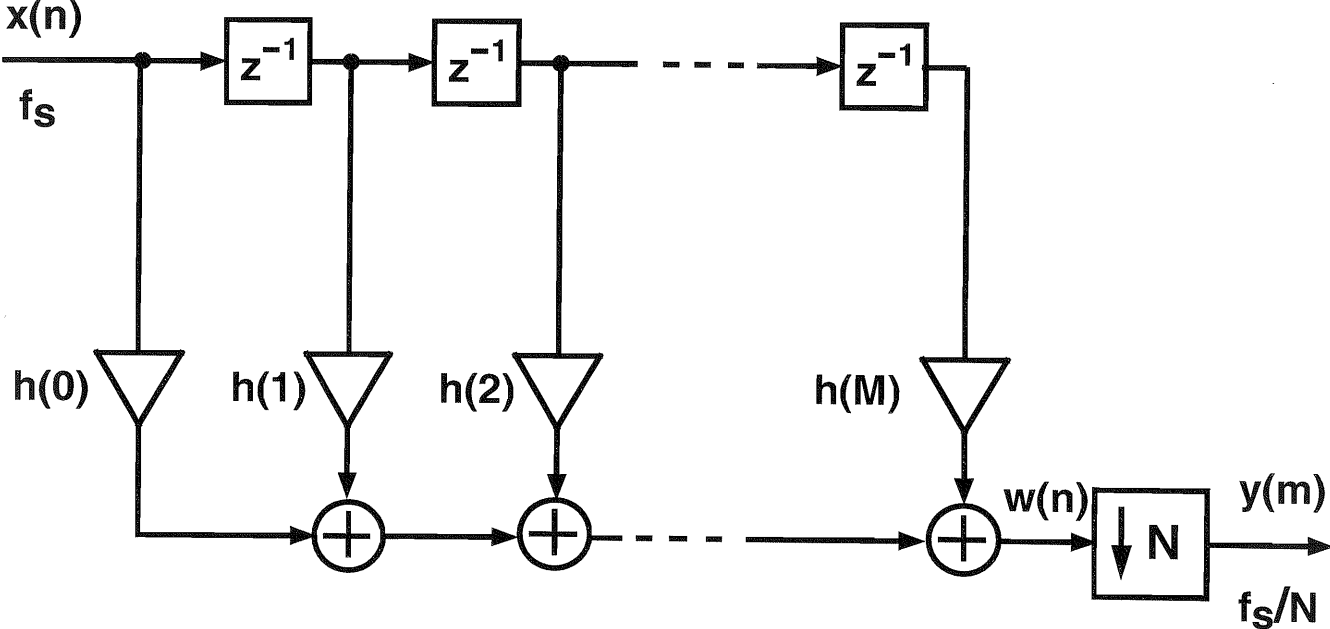 x(n)
z⁻¹
z⁻¹
z⁻¹
fₛ
h(0)
h(1)
h(2)
h(M)
w(n)
y(m)
↓ N
fₛ/N